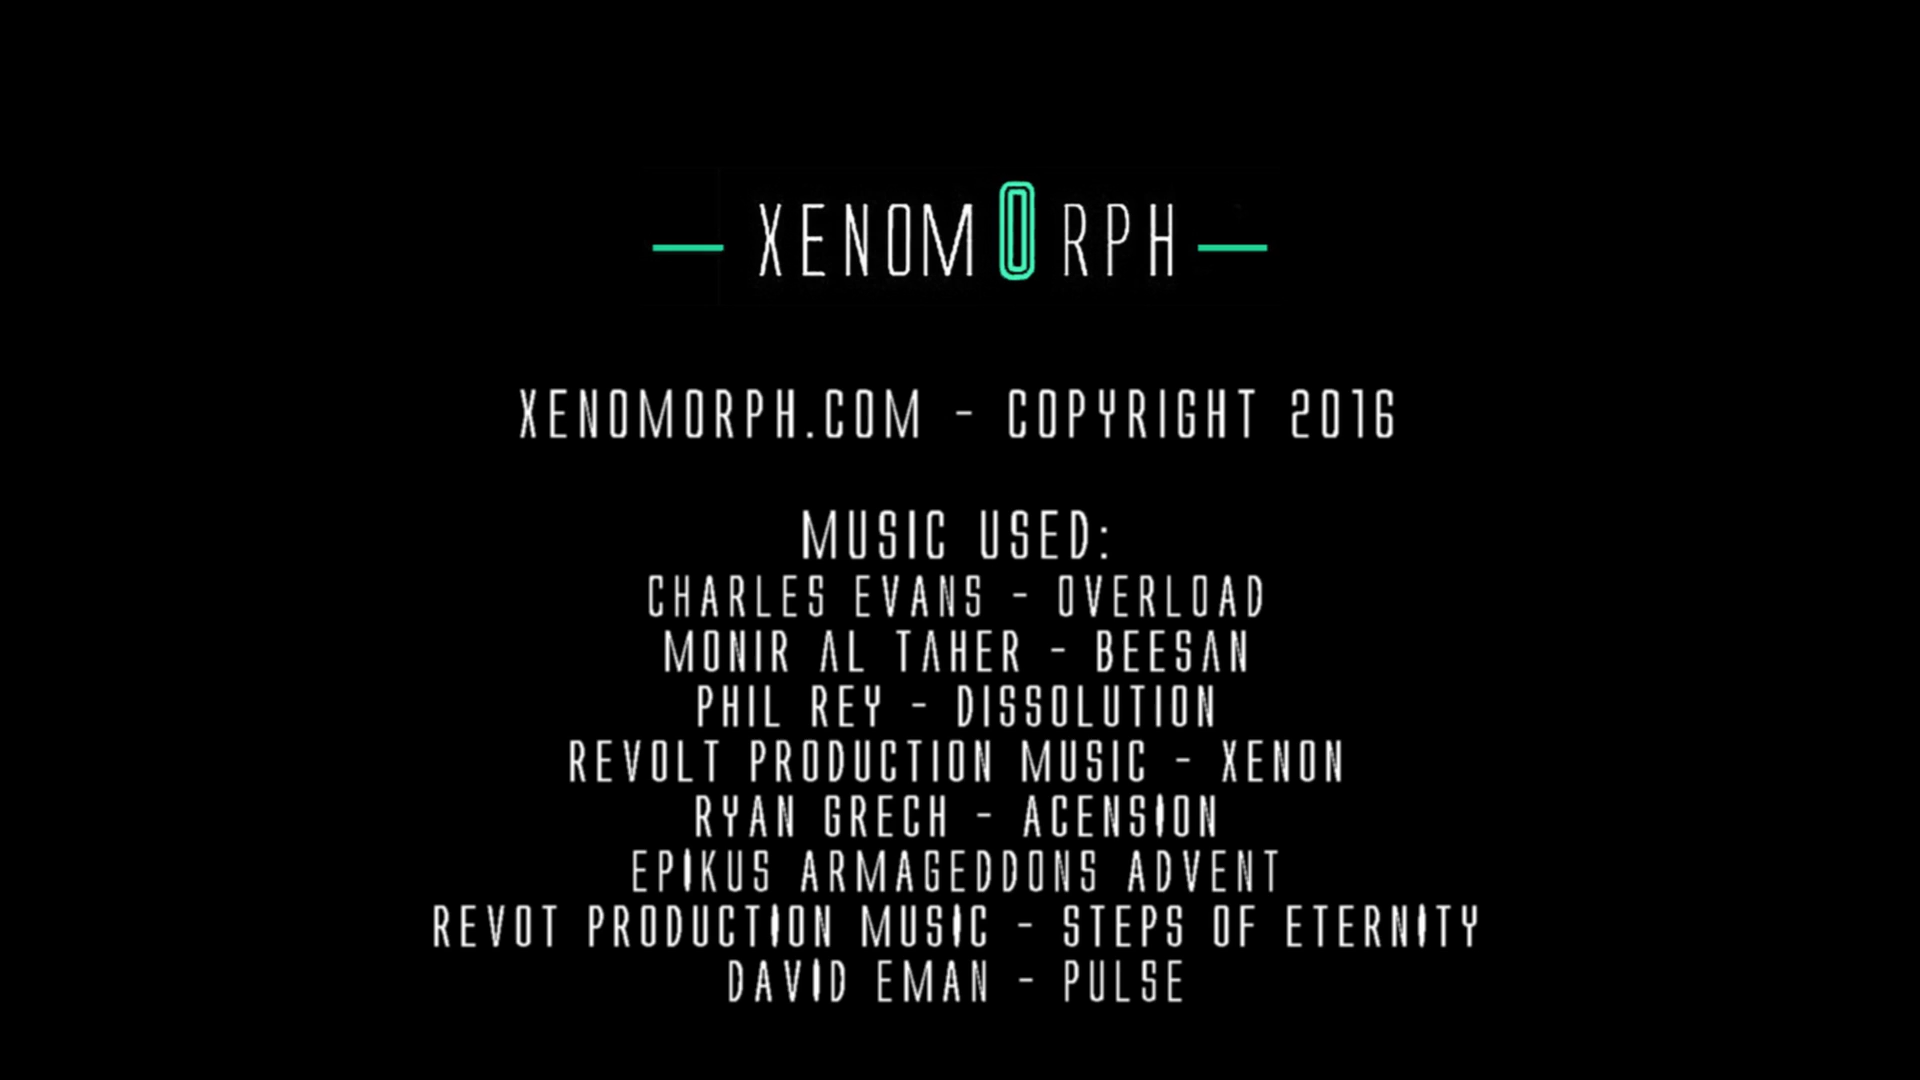 XENOMORPH
XENOMORPH.COM - COPYRIGHT 2016
MUSIC USED:
CHARLES EVANS - OVERLOAD
MONIR AL TAHER - BEESAN
PHIL REY - DISSOLUTION
REVOLT PRODUCTION MUSIC - XENON
RYAN GRECH - ACENSION
EPIKUS ARMAGEDDONS ADVENT
REVOT PRODUCTION MUSIC - STEPS OF ETERNITY
DAVID EMAN - PULSE